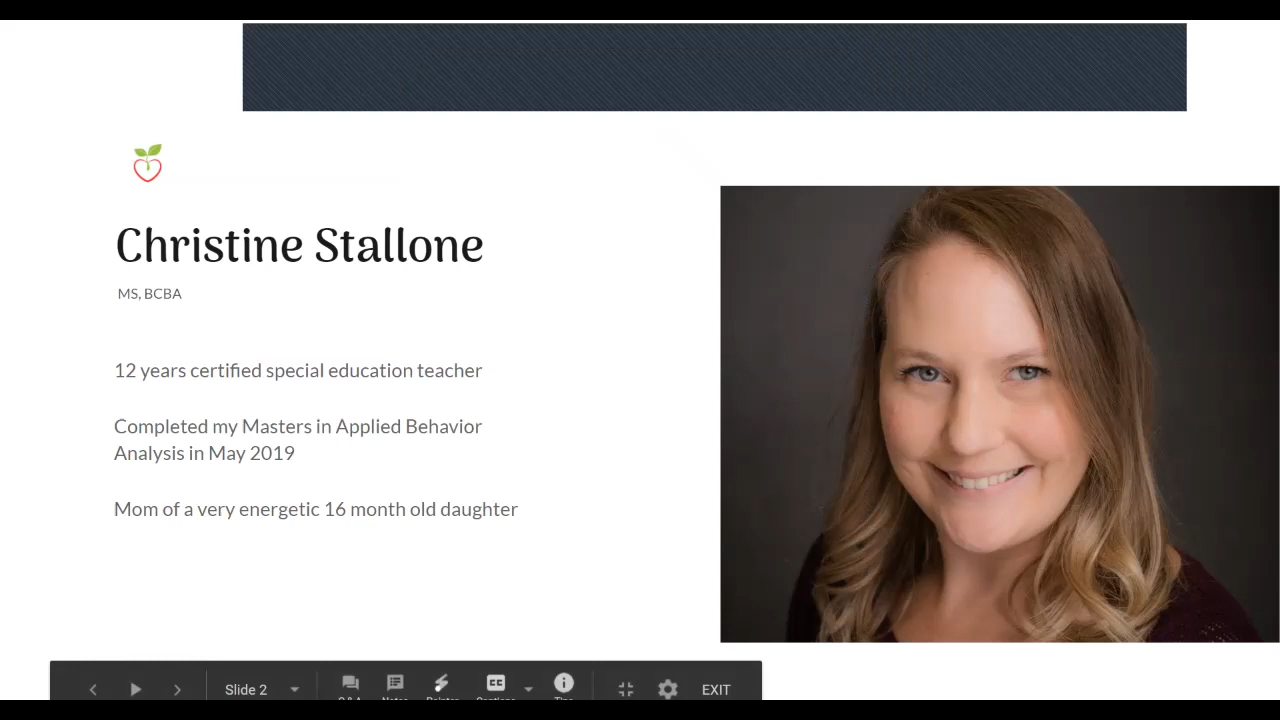 Christine Stallone
MS, BCBA
12 years certified special education teacher
Completed my Masters in Applied Behavior
Analysis in May 2019
Mom of a very energetic 16 month old daughter
Slide 2
EXIT